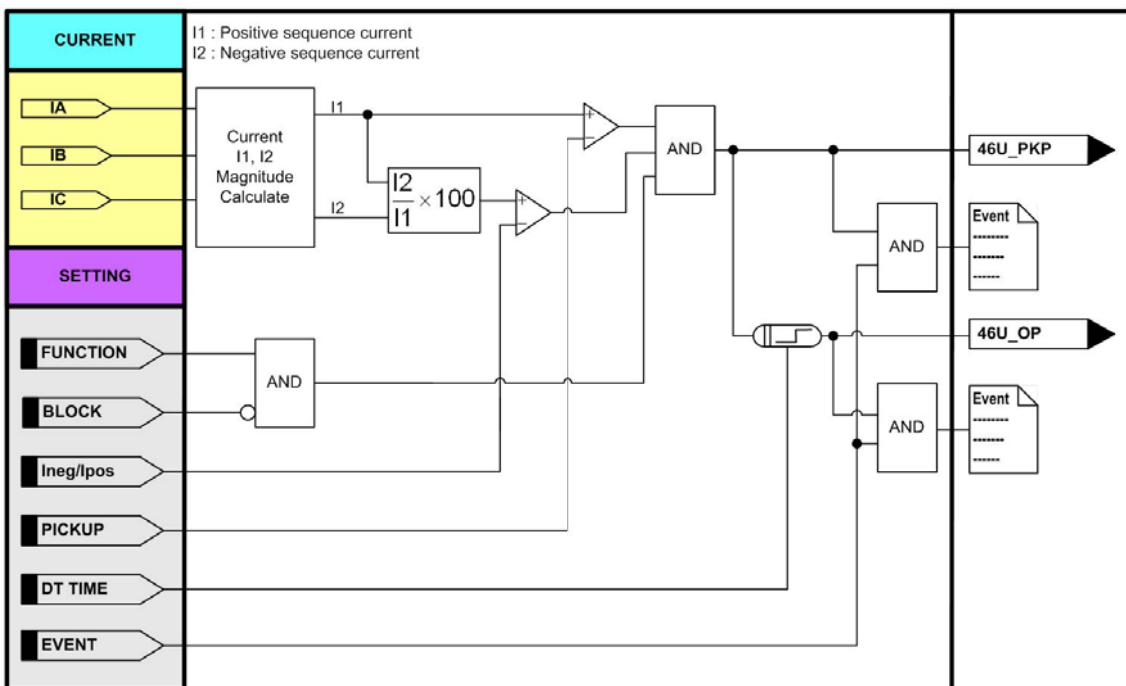 CURRENT
I1 : Positive sequence current
I2 : Negative sequence current
IA
IB
IC
Current
I1, I2
Magnitude
Calculate
I1
I2
I2
I1
×100
+
−
+
−
AND
46U_PKP
AND
Event
SETTING
FUNCTION
BLOCK
AND
Ineg/Ipos
PICKUP
DT TIME
EVENT
46U_OP
AND
Event